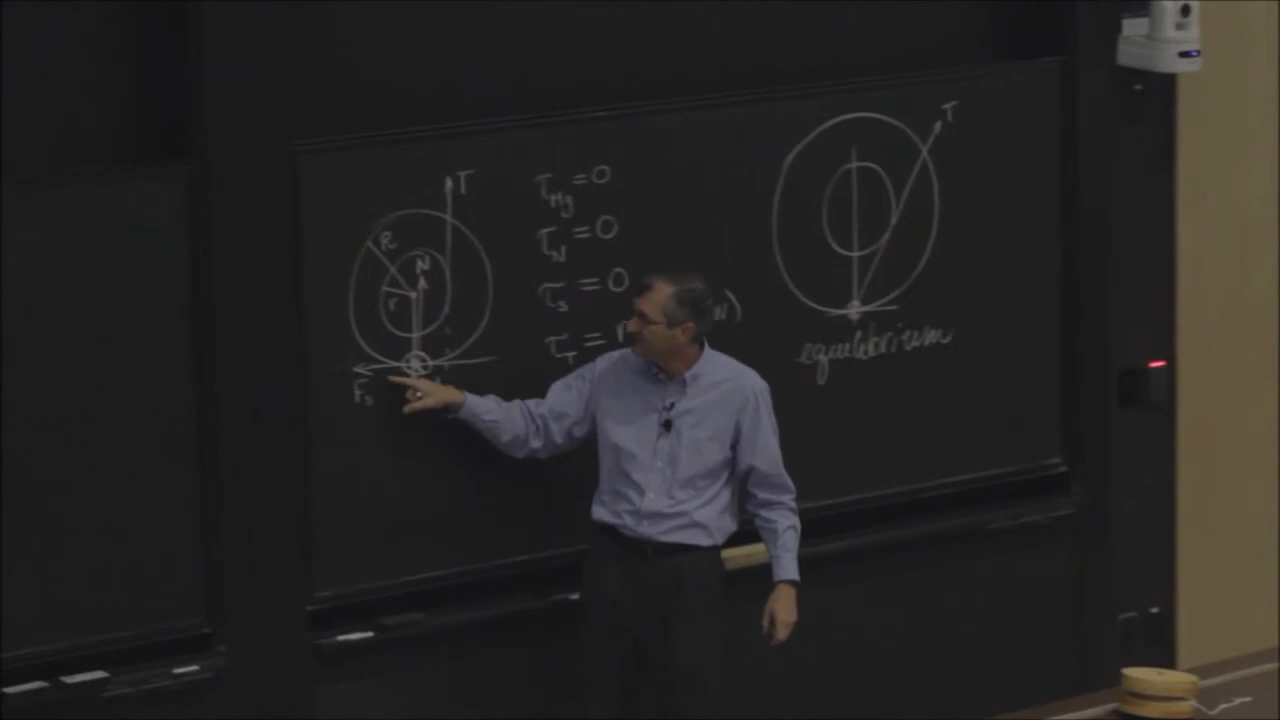 T
R
N
r
F_s
τ_Mg = 0
τ_N = 0
τ_s = 0
τ_T = r
T
equilibrium